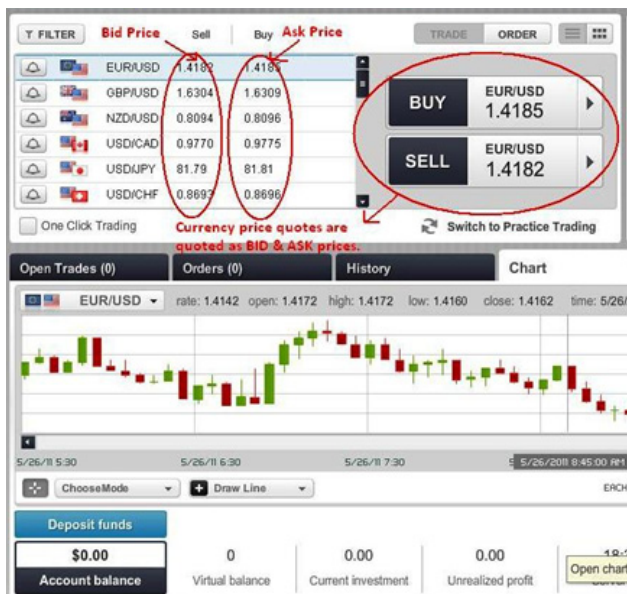 FILTER Bid Price Sell Buy Ask Price TRADE ORDER
EUR/USD 1.4182 1.4185
GBP/USD 1.6304 1.6309
NZD/USD 0.8094 0.8096
USD/CAD 0.9770 0.9775
USD/JPY 81.79 81.81
USD/CHF 0.8693 0.8696
BUY EUR/USD 1.4185
SELL EUR/USD 1.4182
One Click Trading
Currency price quotes are
quoted as BID & ASK prices.
Switch to Practice Trading
Open Trades (0) Orders (0) History Chart
EUR/USD rate: 1.4142 open: 1.4172 high: 1.4172 low: 1.4160 close: 1.4162 time: 5/26/
5/26/11 5:30 5/26/11 6:30 5/26/11 7:30 5/26/2011 8:45:00 PM
ChooseMode Draw Line EACH
Deposit funds
$0.00 0 0.00 0.00
Account balance Virtual balance Current investment Unrealized profit
Open chart